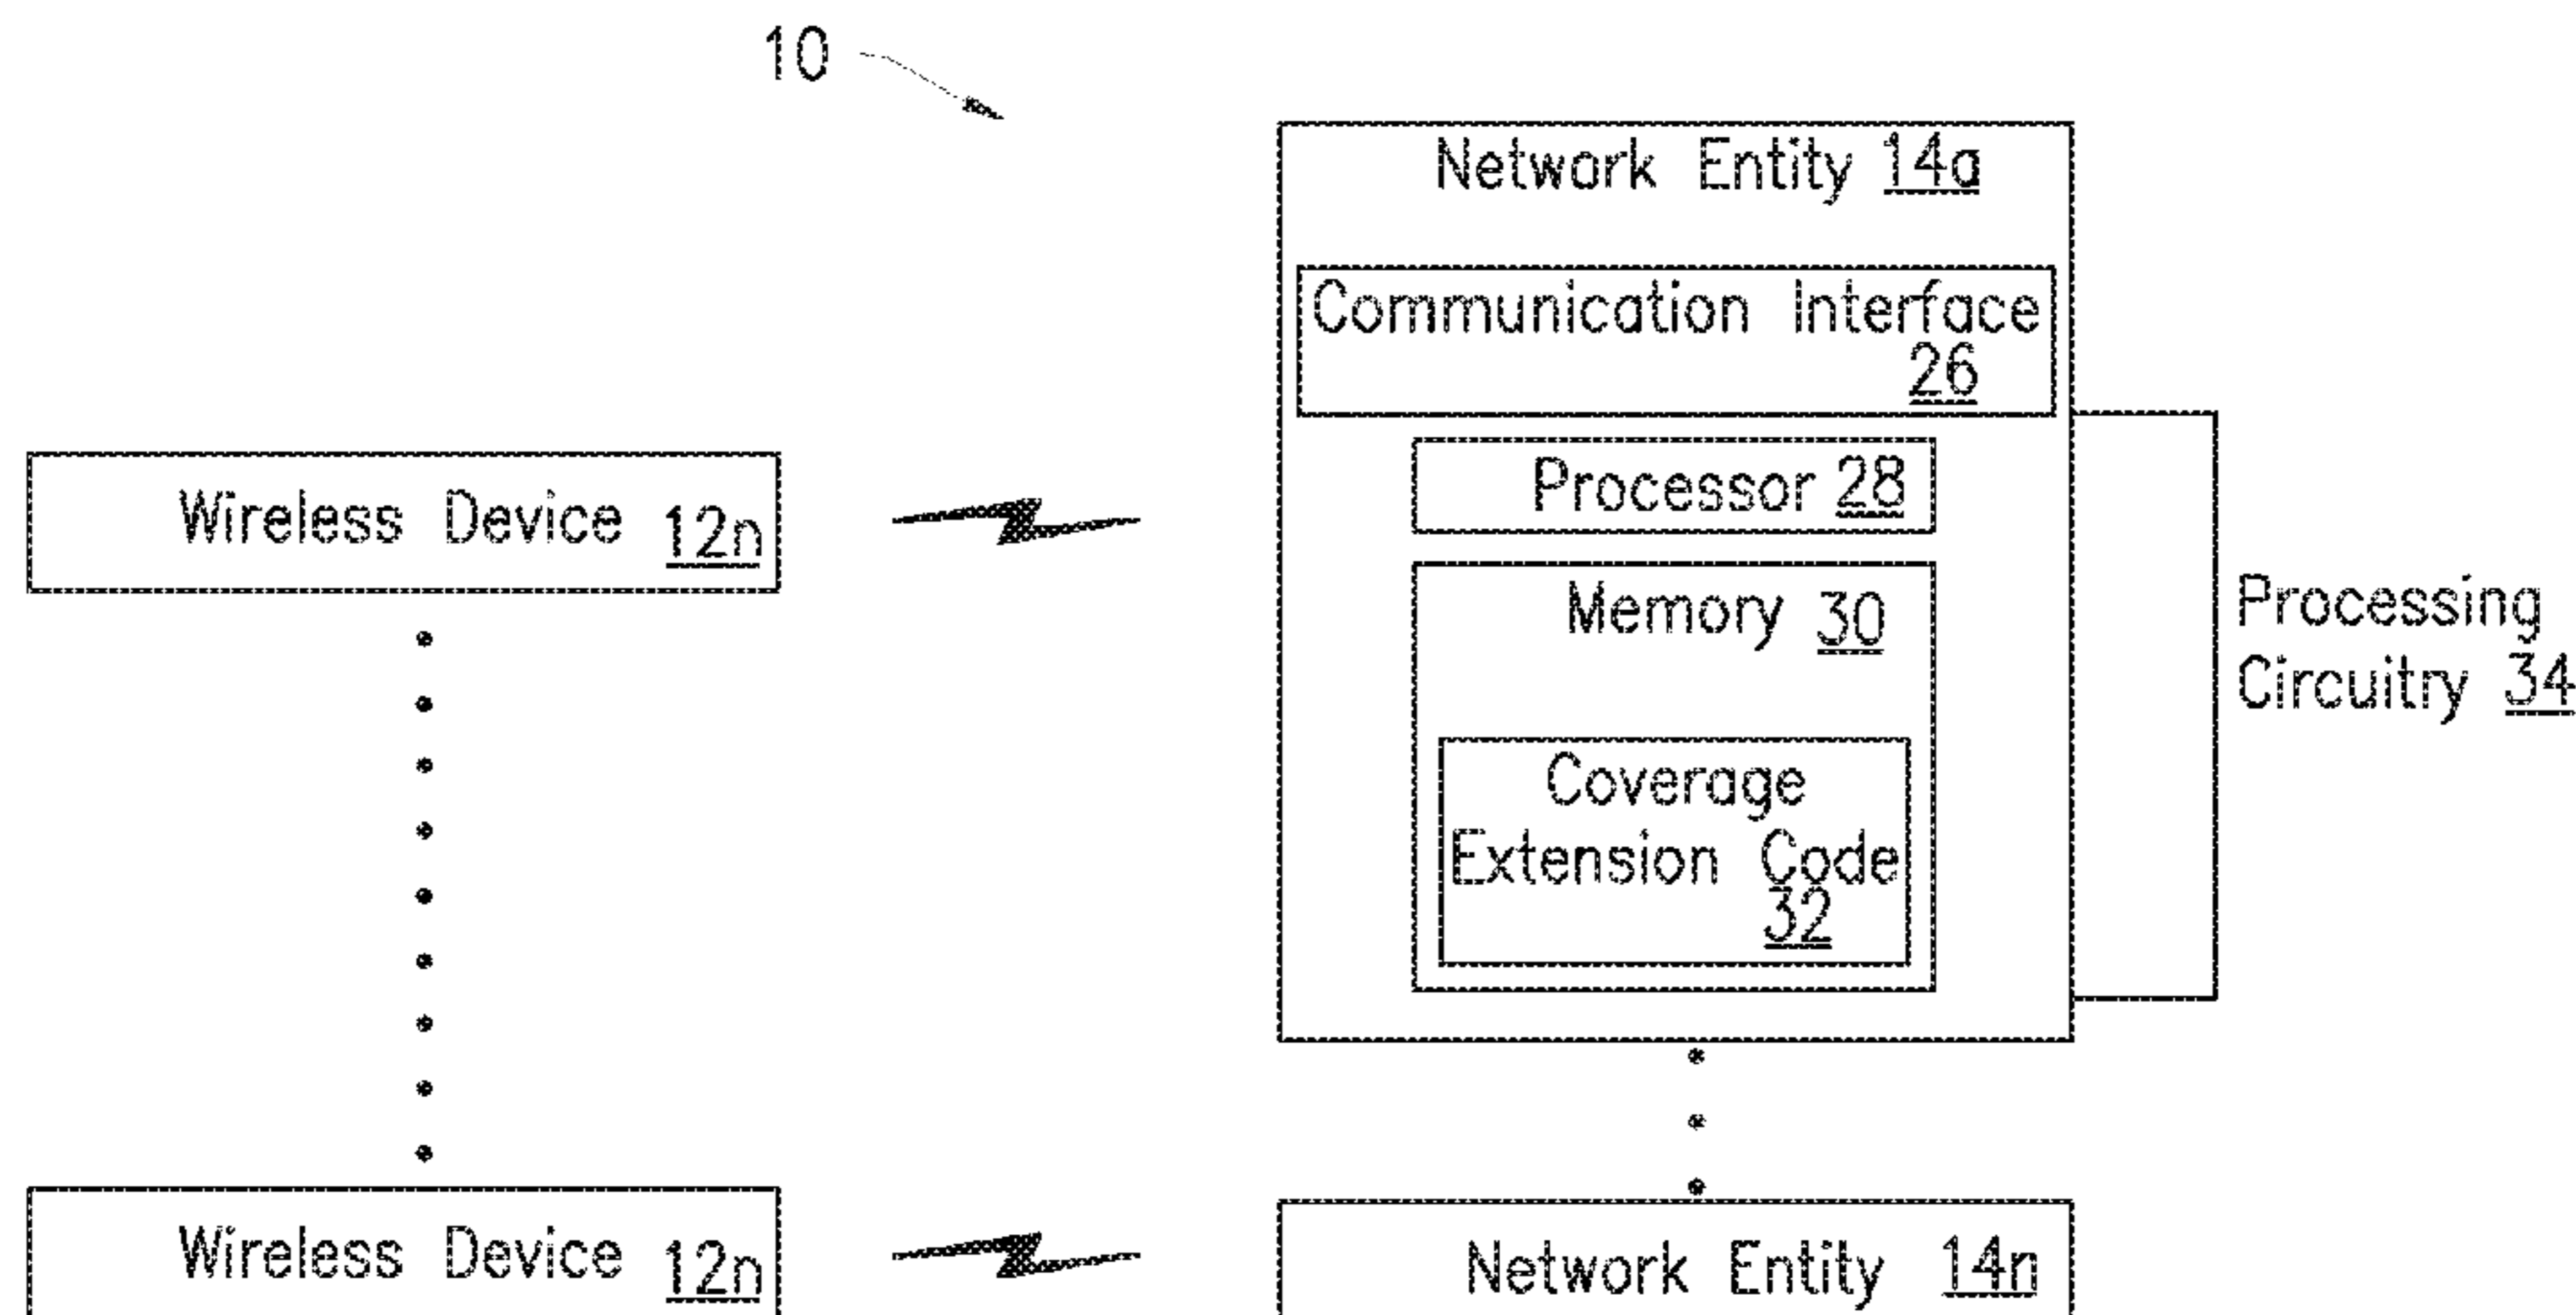 10
Network Entity 14a
Communication Interface
26
Processor 28
Wireless Device 12n
Memory 30
Processing
Circuitry 34
Coverage
Extension Code
32
Wireless Device 12n
Network Entity 14n